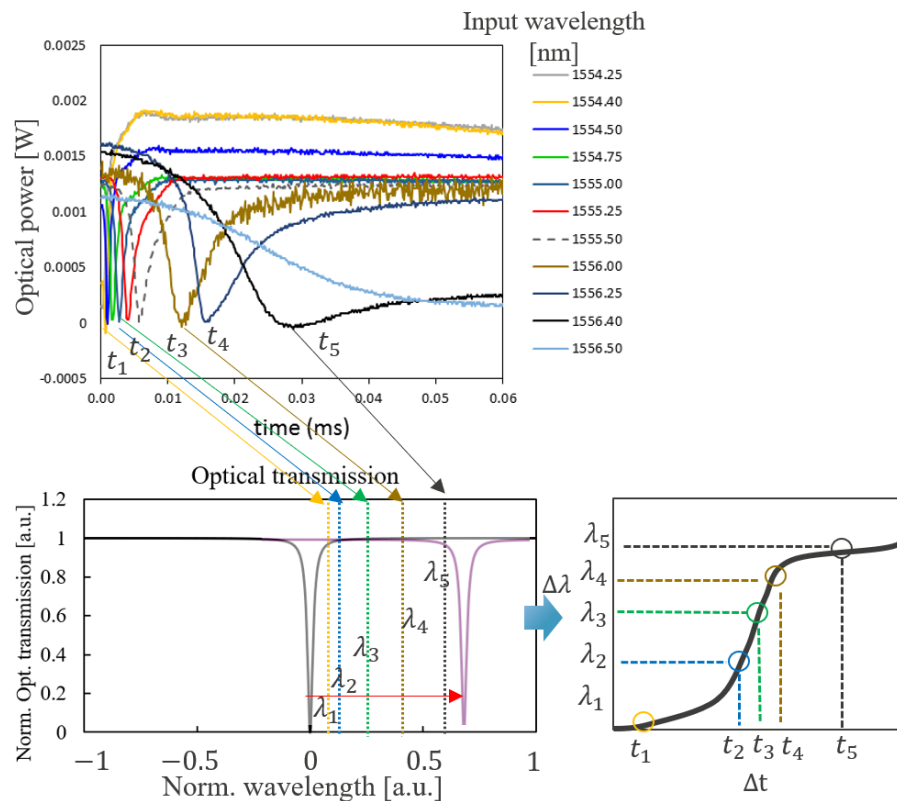 Input wavelength
[nm]
0.0025
0.002
0.0015
0.001
0.0005
0
-0.0005
Optical power [W]
1554.25
1554.40
1554.50
1554.75
1555.00
1555.25
1555.50
1556.00
1556.25
1556.40
1556.50
t₁ t₂ t₃ t₄ t₅
0.00 0.01 0.02 0.03 0.04 0.05 0.06
time (ms)
Optical transmission
Norm. Opt. transmission [a.u.]
1.2
1
0.8
0.6
0.4
0.2
0
λ₁ λ₂ λ₃ λ₄ λ₅
−1 −0.5 0 0.5 1
Norm. wavelength [a.u.]
Δλ
λ₅
λ₄
λ₃
λ₂
λ₁
t₁ t₂ t₃ t₄ t₅
Δt